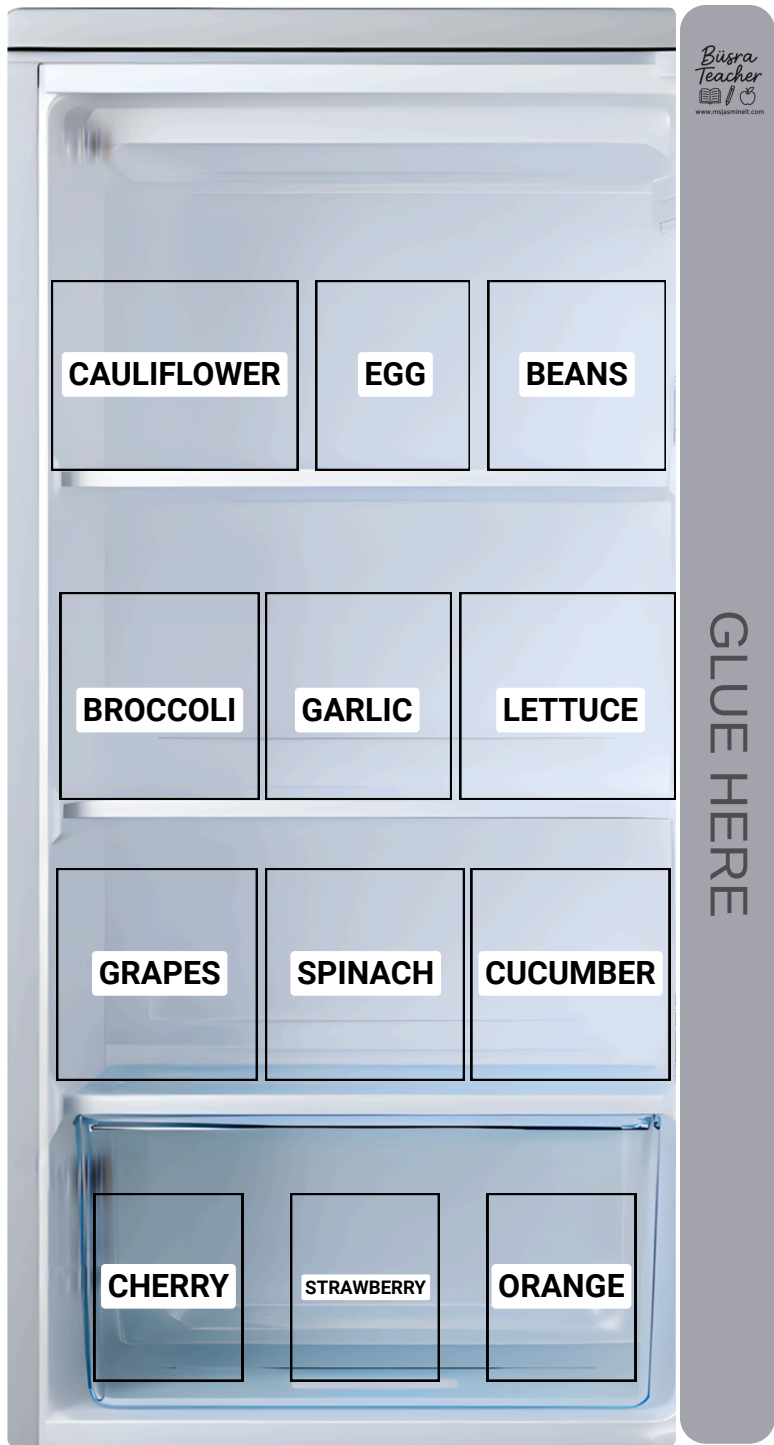 Büsra
Teacher
www.msjasminelt.com
CAULIFLOWER EGG BEANS
BROCCOLI GARLIC LETTUCE
GRAPES SPINACH CUCUMBER
CHERRY STRAWBERRY ORANGE
GLUE HERE